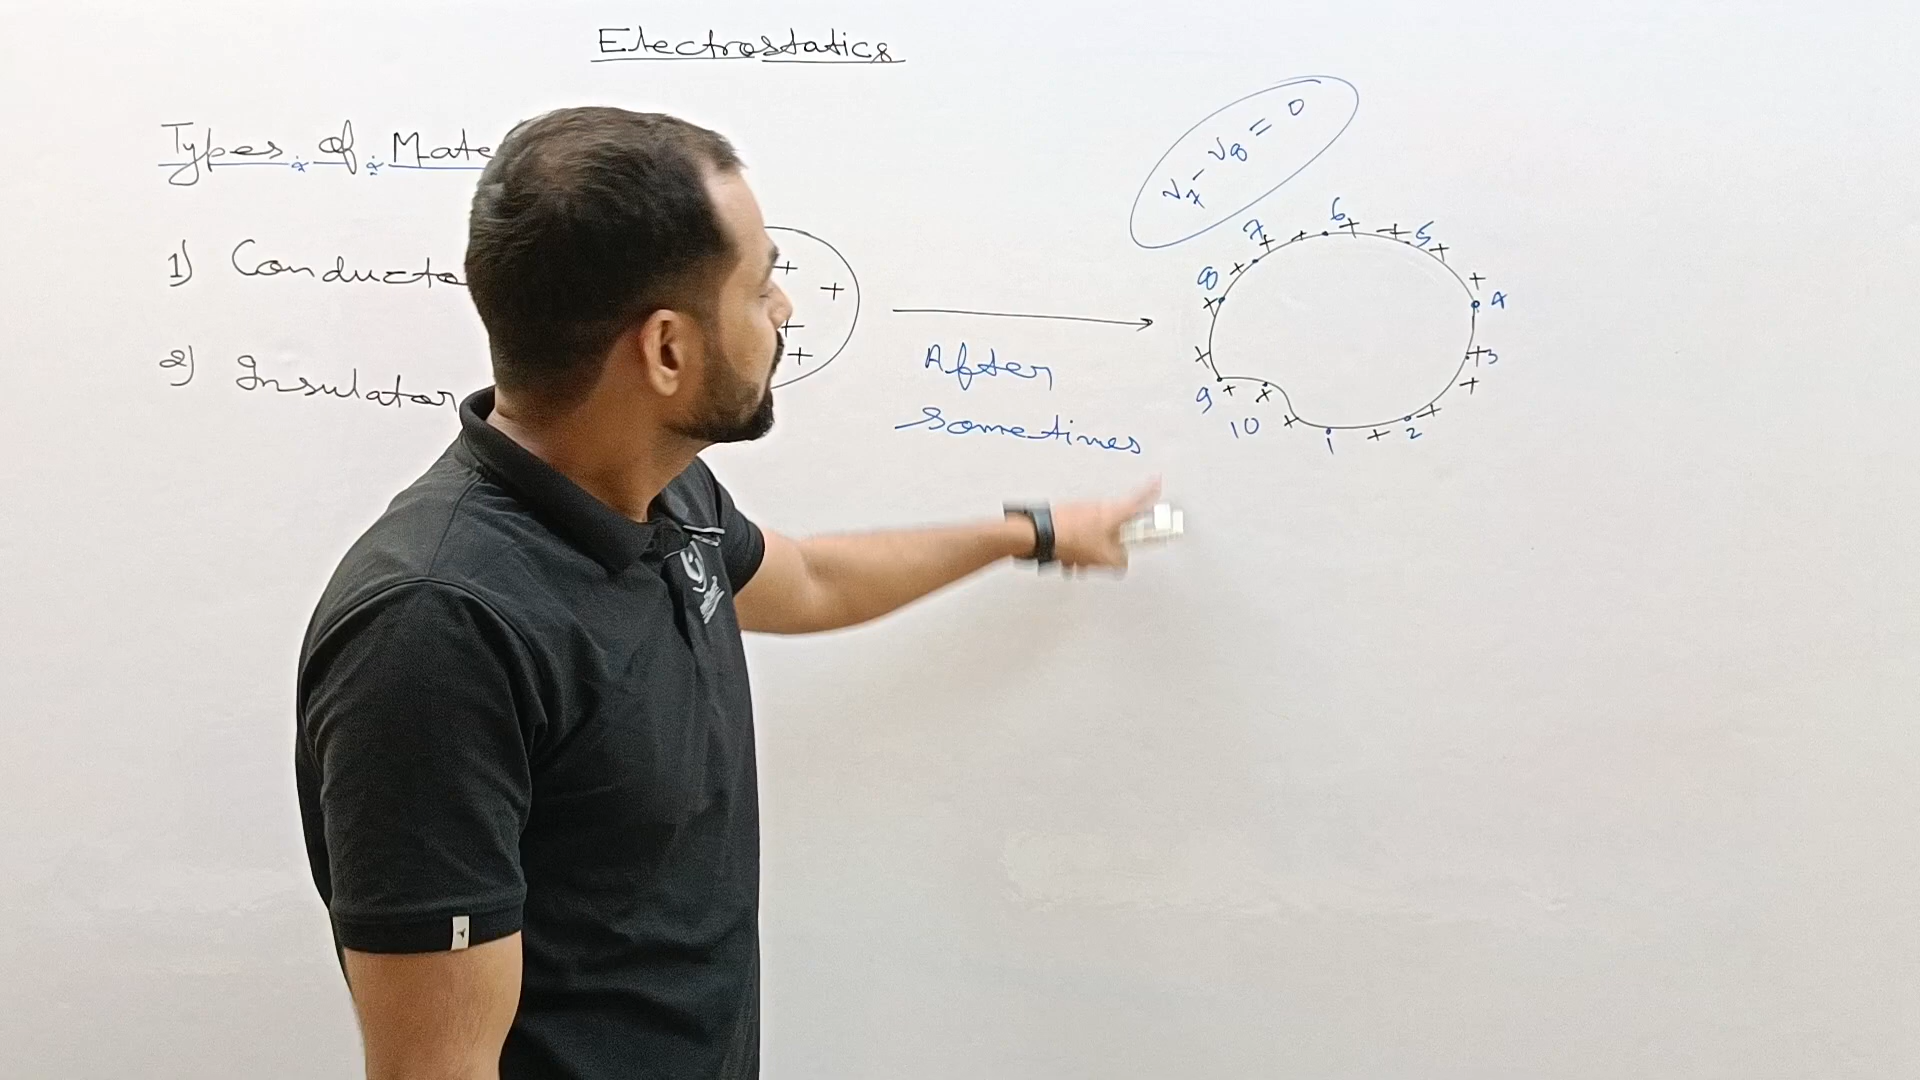 Electrostatics
Types of Mate
1) Conducto
2) Insulator
After
Sometimes
V7 - V8 = 0
6
7
5
8
4
3
9
10
1
2